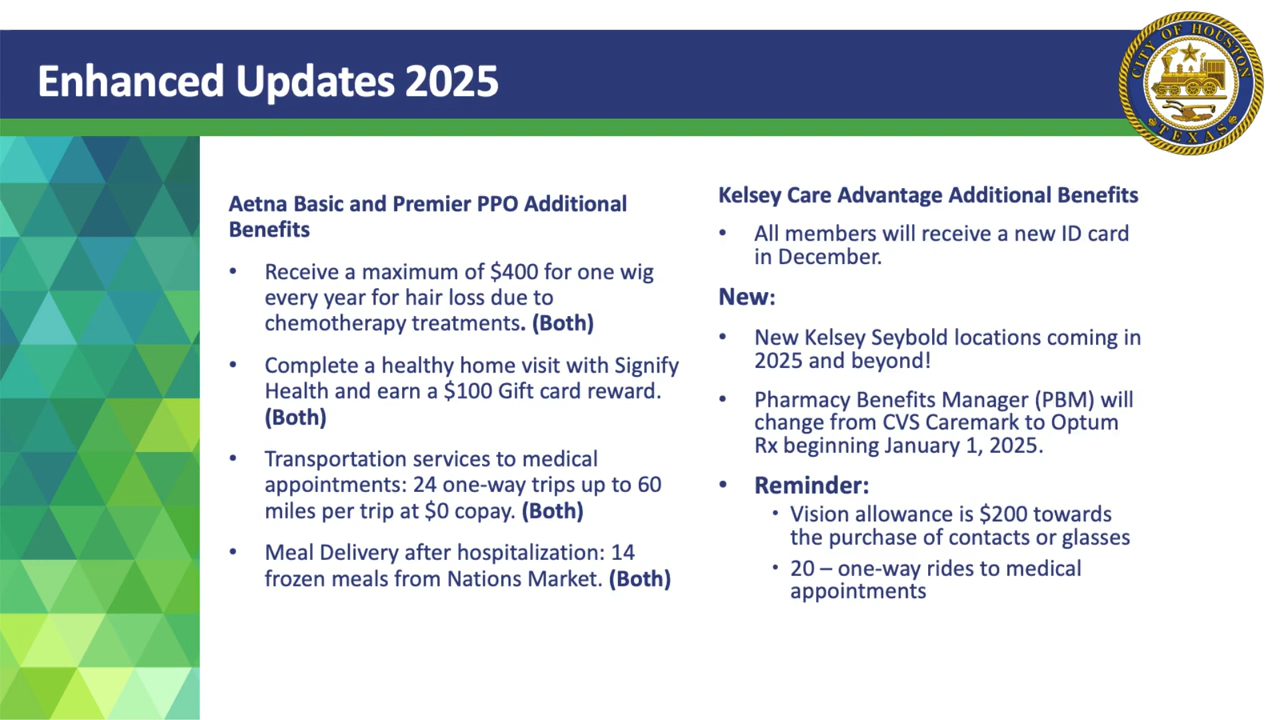 Enhanced Updates 2025
CITY OF HOUSTON
TEXAS
Aetna Basic and Premier PPO Additional
Benefits
• Receive a maximum of $400 for one wig
every year for hair loss due to
chemotherapy treatments. (Both)
• Complete a healthy home visit with Signify
Health and earn a $100 Gift card reward.
(Both)
• Transportation services to medical
appointments: 24 one-way trips up to 60
miles per trip at $0 copay. (Both)
• Meal Delivery after hospitalization: 14
frozen meals from Nations Market. (Both)
Kelsey Care Advantage Additional Benefits
• All members will receive a new ID card
in December.
New:
• New Kelsey Seybold locations coming in
2025 and beyond!
• Pharmacy Benefits Manager (PBM) will
change from CVS Caremark to Optum
Rx beginning January 1, 2025.
• Reminder:
• Vision allowance is $200 towards
the purchase of contacts or glasses
• 20 – one-way rides to medical
appointments